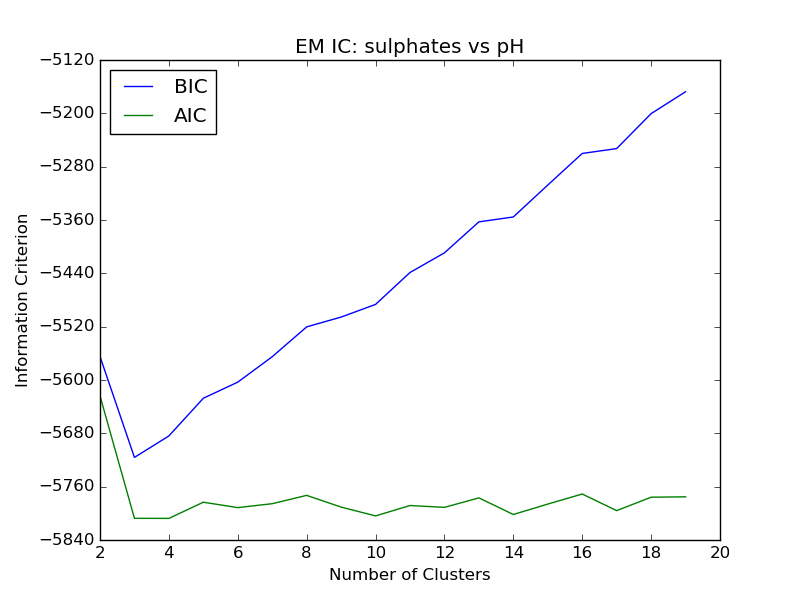 EM IC: sulphates vs pH
BIC
AIC
−5120
−5200
−5280
−5360
−5440
−5520
−5600
−5680
−5760
−5840
Information Criterion
2 4 6 8 10 12 14 16 18 20
Number of Clusters